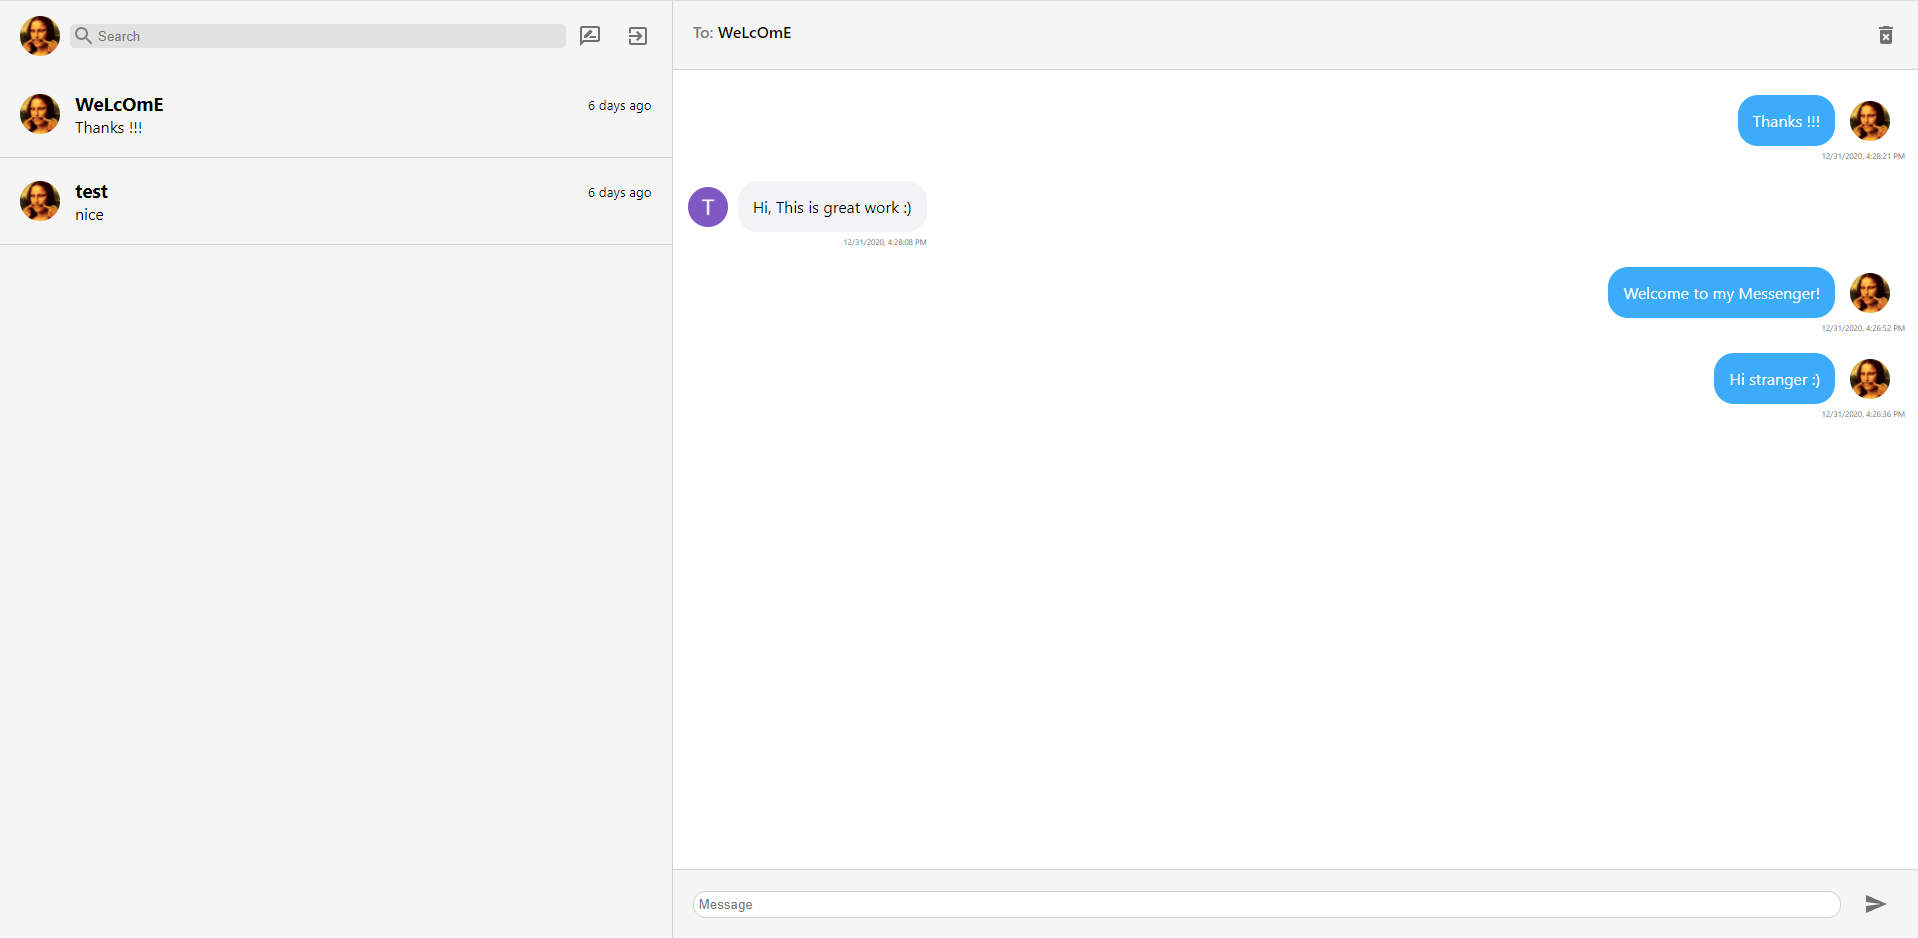 Search
WeLcOmE
6 days ago
Thanks !!!
test
6 days ago
nice
To: WeLcOmE
Thanks !!!
12/31/2020, 4:28:21 PM
T
Hi, This is great work :)
12/31/2020, 4:28:08 PM
Welcome to my Messenger!
12/31/2020, 4:26:52 PM
Hi stranger :)
12/31/2020, 4:26:36 PM
Message